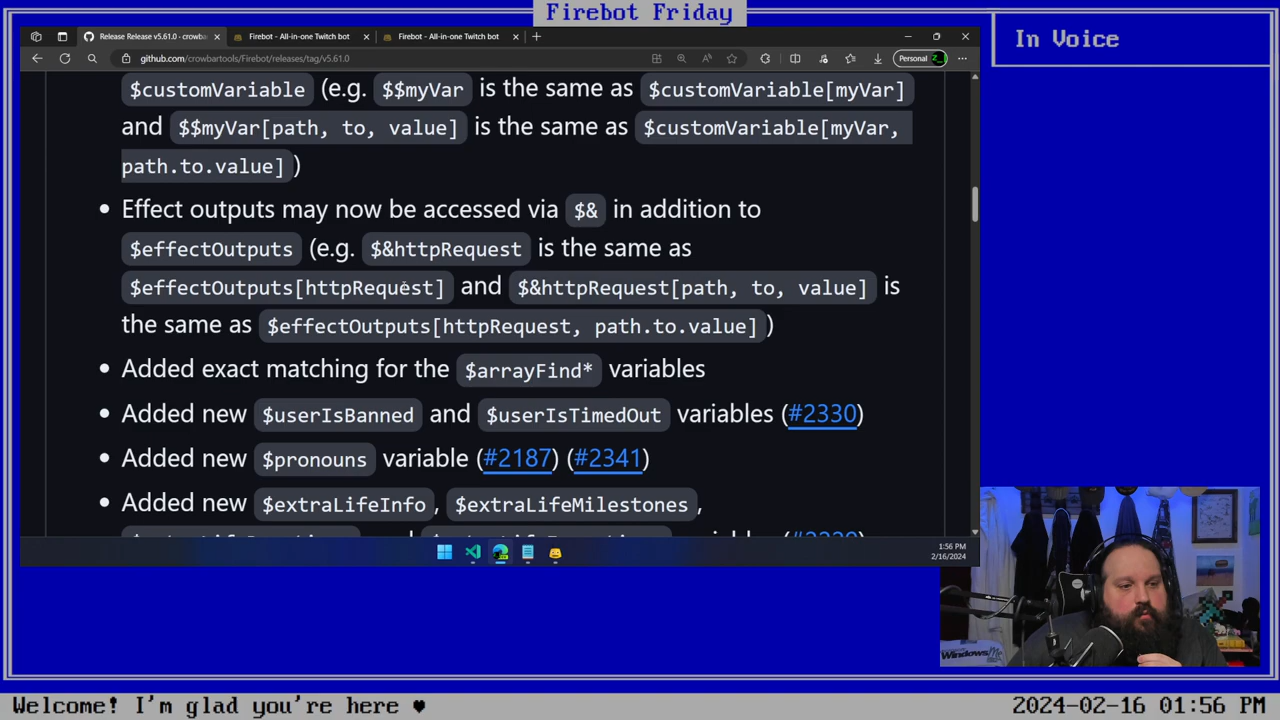 Firebot Friday
In Voice
Release Release v5.61.0 · crowba
Firebot - All-in-one Twitch bot
Firebot - All-in-one Twitch bot
github.com/crowbartools/Firebot/releases/tag/v5.61.0
Personal
$customVariable (e.g. $$myVar is the same as $customVariable[myVar]
and $$myVar[path, to, value] is the same as $customVariable[myVar,
path.to.value])
Effect outputs may now be accessed via $& in addition to
$effectOutputs (e.g. $&httpRequest is the same as
$effectOutputs[httpRequest] and $&httpRequest[path, to, value] is
the same as $effectOutputs[httpRequest, path.to.value])
Added exact matching for the $arrayFind* variables
Added new $userIsBanned and $userIsTimedOut variables (#2330)
Added new $pronouns variable (#2187) (#2341)
Added new $extraLifeInfo, $extraLifeMilestones,
1:56 PM
2/16/2024
Windows Me
Welcome! I'm glad you're here ♥
2024-02-16 01:56 PM